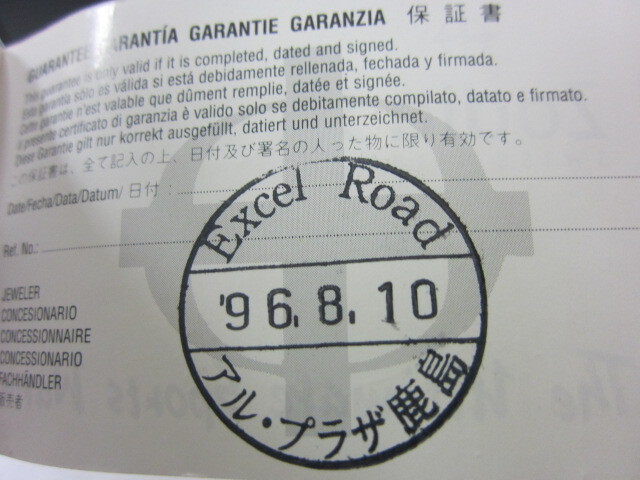 GUARANTEE GARANTÍA GARANTIE GARANZIA 保証書
This guarantee is only valid if it is completed, dated and signed.
Esta garantía sólo es válida si está debidamente rellenada, fechada y firmada.
Cette garantie n'est valable que dûment remplie, datée et signée.
Il presente certificato di garanzia è valido solo se debitamente compilato, datato e firmato.
Diese Garantie gilt nur korrekt ausgefüllt, datiert und unterzeichnet.
この保証書は、全て記入の上、日付及び署名の入った物に限り有効です。
Date/Fecha/Data/Datum/ 日付 :
Excel Road
Ref. No.:
'96.8.10
JEWELER
CONCESIONARIO
CONCESSIONNAIRE
CONCESSIONARIO
FACHHÄNDLER
販売者
アル・プラザ鹿島